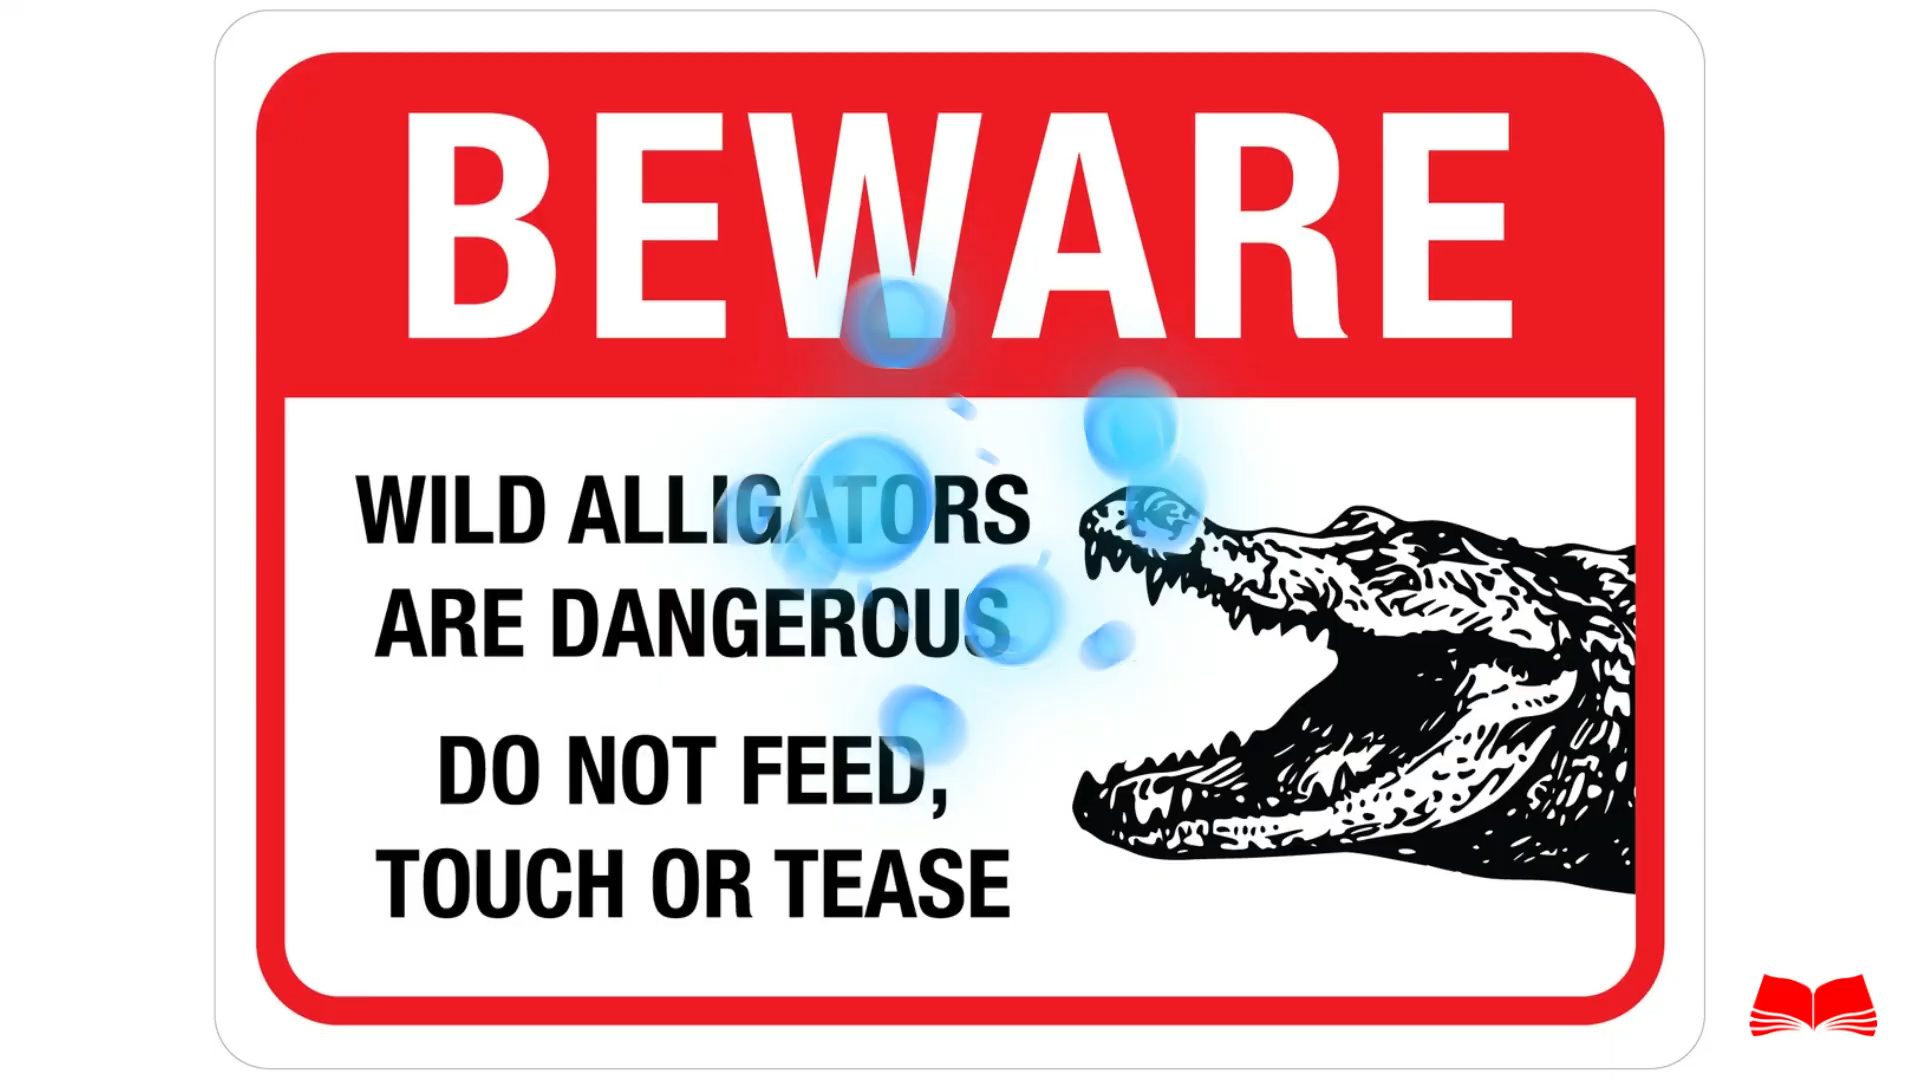 BEWARE
WILD ALLIGATORS
ARE DANGEROUS
DO NOT FEED,
TOUCH OR TEASE